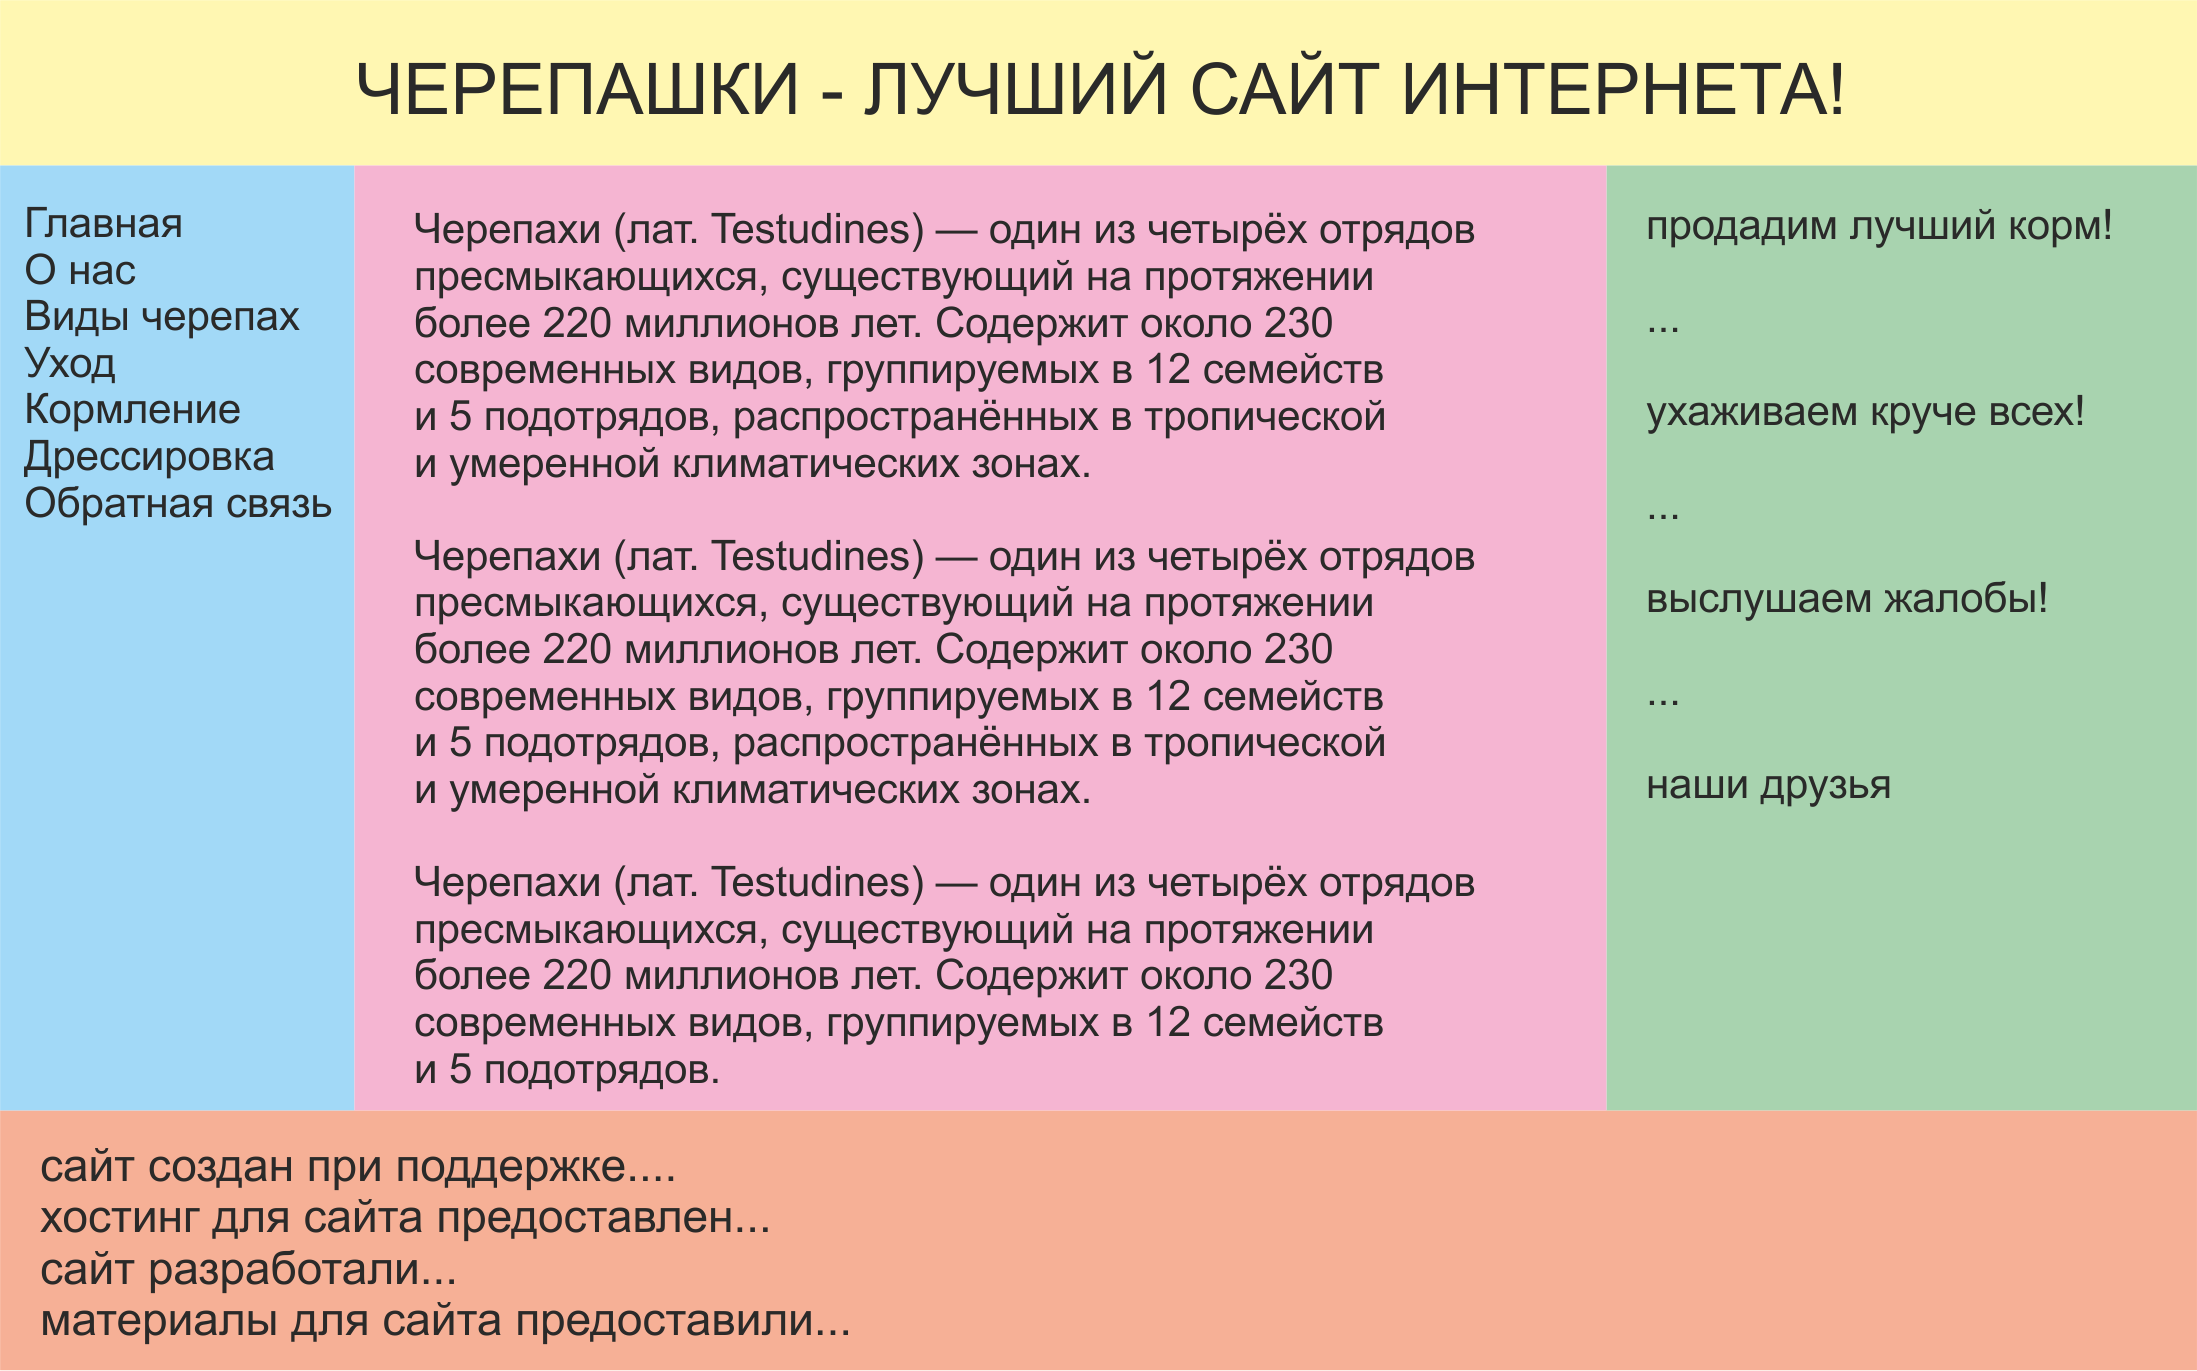 ЧЕРЕПАШКИ - ЛУЧШИЙ САЙТ ИНТЕРНЕТА!
Главная
О нас
Виды черепах
Уход
Кормление
Дрессировка
Обратная связь
Черепахи (лат. Testudines) — один из четырёх отрядов
пресмыкающихся, существующий на протяжении
более 220 миллионов лет. Содержит около 230
современных видов, группируемых в 12 семейств
и 5 подотрядов, распространённых в тропической
и умеренной климатических зонах.
Черепахи (лат. Testudines) — один из четырёх отрядов
пресмыкающихся, существующий на протяжении
более 220 миллионов лет. Содержит около 230
современных видов, группируемых в 12 семейств
и 5 подотрядов, распространённых в тропической
и умеренной климатических зонах.
Черепахи (лат. Testudines) — один из четырёх отрядов
пресмыкающихся, существующий на протяжении
более 220 миллионов лет. Содержит около 230
современных видов, группируемых в 12 семейств
и 5 подотрядов.
продадим лучший корм!
...
ухаживаем круче всех!
...
выслушаем жалобы!
...
наши друзья
сайт создан при поддержке....
хостинг для сайта предоставлен...
сайт разработали...
материалы для сайта предоставили...